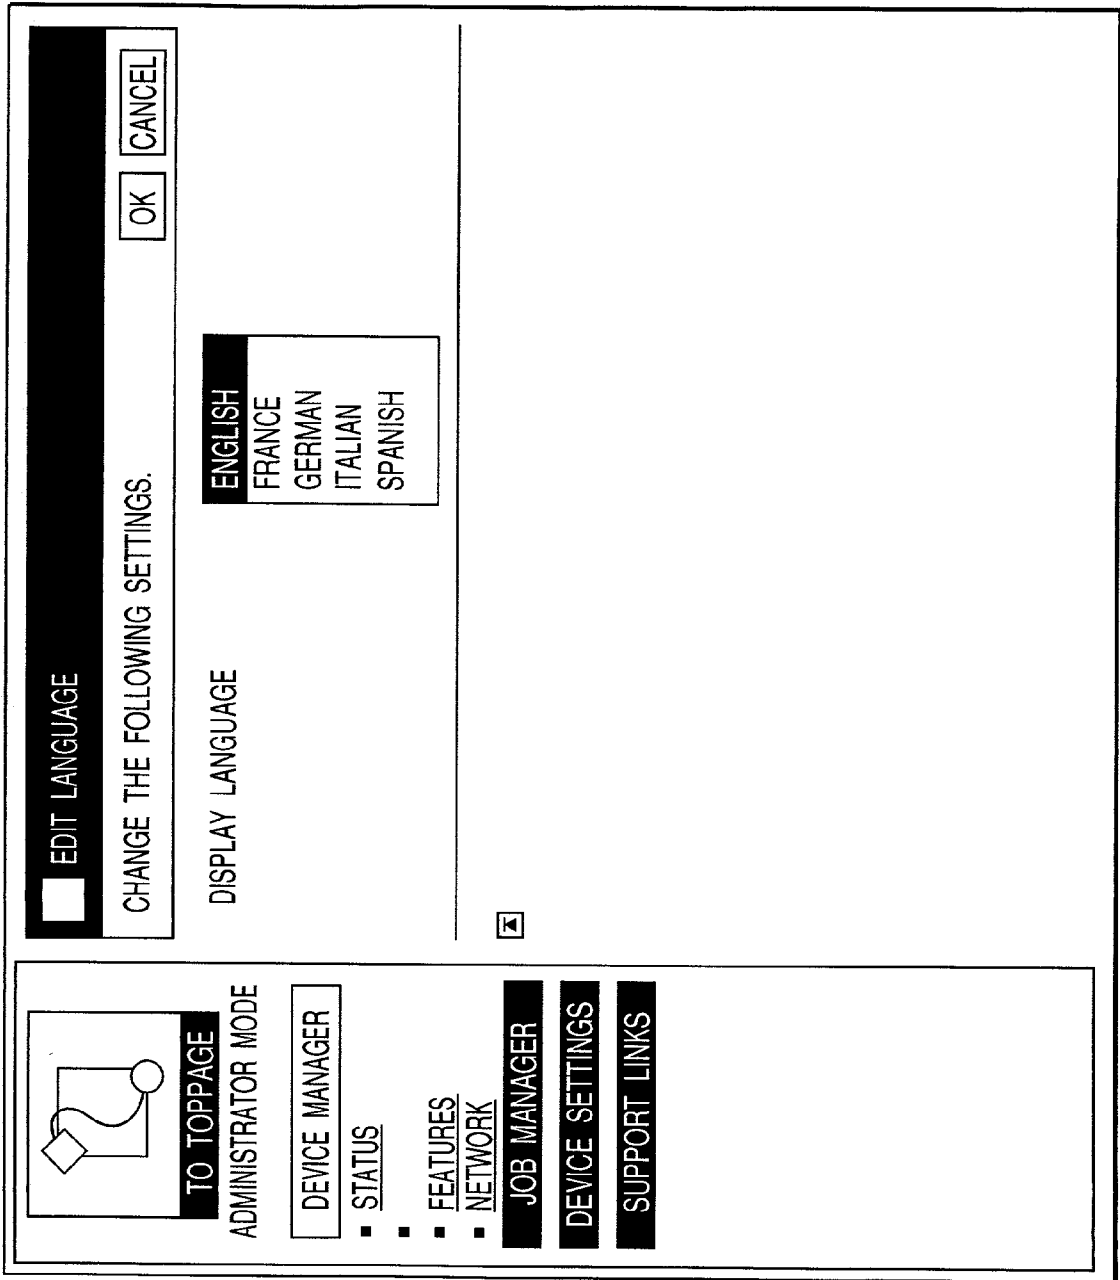 TO TOPPAGE
ADMINISTRATOR MODE
DEVICE MANAGER
STATUS
FEATURES
NETWORK
JOB MANAGER
DEVICE SETTINGS
SUPPORT LINKS
EDIT LANGUAGE
CHANGE THE FOLLOWING SETTINGS.
OK
CANCEL
DISPLAY LANGUAGE
ENGLISH
FRANCE
GERMAN
ITALIAN
SPANISH